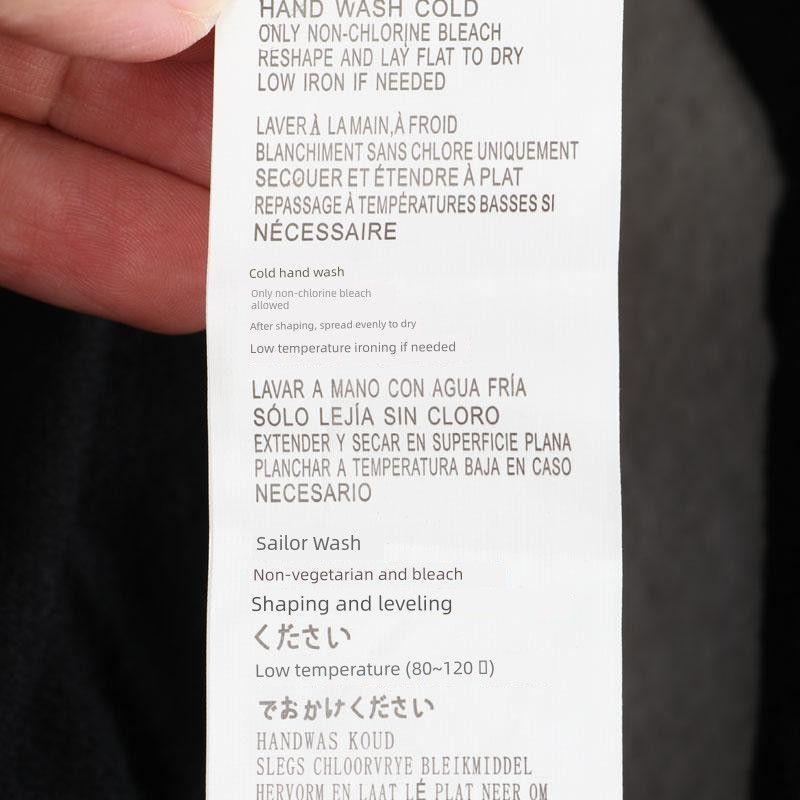 HAND WASH COLD
ONLY NON-CHLORINE BLEACH
RESHAPE AND LAY FLAT TO DRY
LOW IRON IF NEEDED
LAVER À LA MAIN,À FROID
BLANCHIMENT SANS CHLORE UNIQUEMENT
SECOUER ET ÉTENDRE À PLAT
REPASSAGE À TEMPÉRATURES BASSES SI
NÉCESSAIRE
Cold hand wash
Only non-chlorine bleach
allowed
After shaping, spread evenly to dry
Low temperature ironing if needed
LAVAR A MANO CON AGUA FRÍA
SÓLO LEJÍA SIN CLORO
EXTENDER Y SECAR EN SUPERFICIE PLANA
PLANCHAR A TEMPERATURA BAJA EN CASO
NECESARIO
Sailor Wash
Non-vegetarian and bleach
Shaping and leveling
ください
Low temperature (80~120 )
でおかけください
HANDWAS KOUD
SLEGS CHLOORVRYE BLEIKMIDDEL
HERVORM EN LAAT LÉ PLAT NEER OM